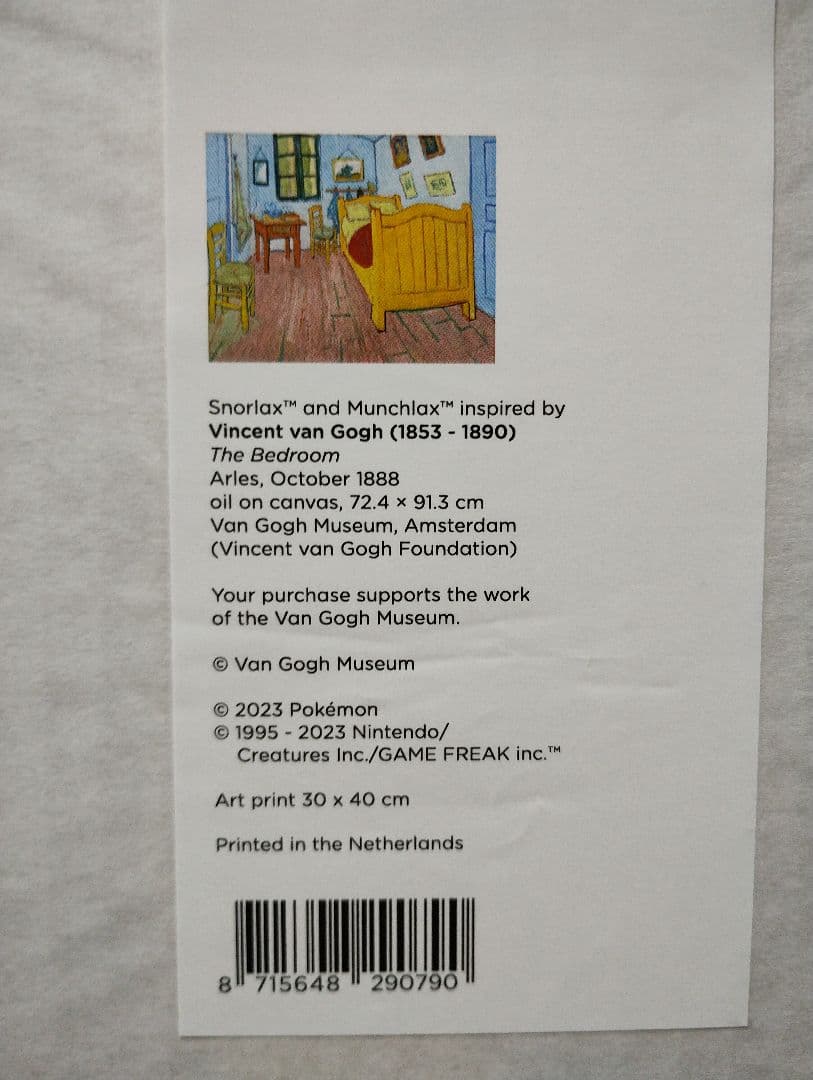 Snorlax™ and Munchlax™ inspired by
Vincent van Gogh (1853 - 1890)
The Bedroom
Arles, October 1888
oil on canvas, 72.4 × 91.3 cm
Van Gogh Museum, Amsterdam
(Vincent van Gogh Foundation)
Your purchase supports the work
of the Van Gogh Museum.
© Van Gogh Museum
© 2023 Pokémon
© 1995 - 2023 Nintendo/
Creatures Inc./GAME FREAK inc.™
Art print 30 x 40 cm
Printed in the Netherlands
8 715648 290790